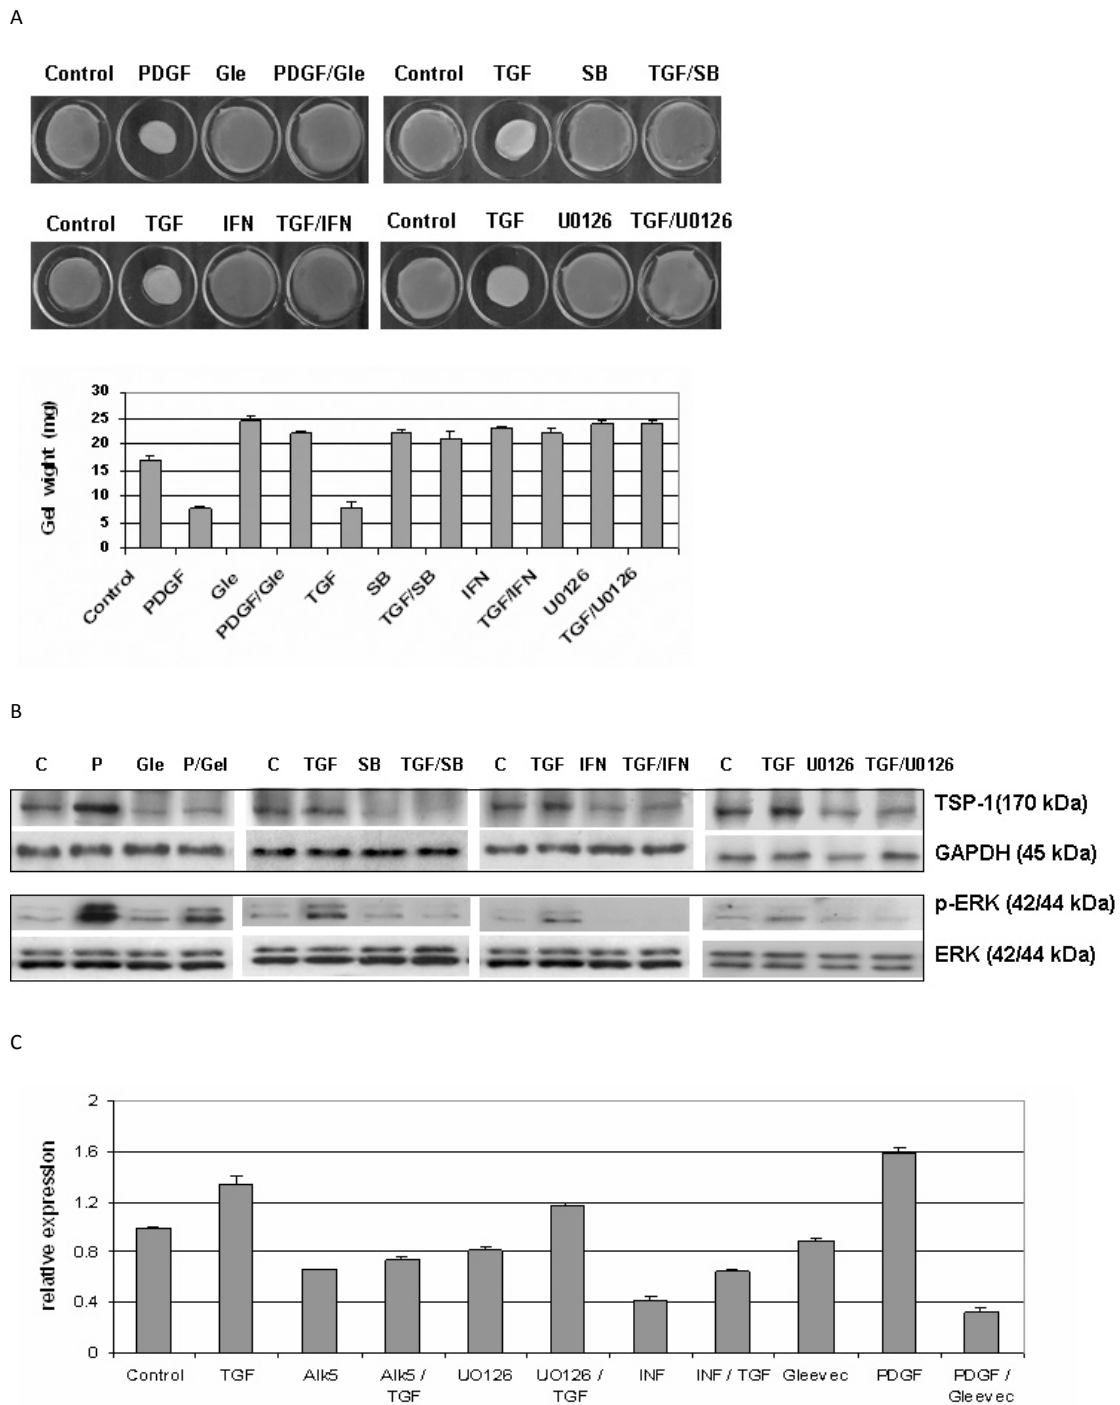 A
Control PDGF Gle PDGF/Gle Control TGF SB TGF/SB
Control TGF IFN TGF/IFN Control TGF U0126 TGF/U0126
Gel wight (mg)
30
25
20
15
10
5
0
Control PDGF Gle PDGF/Gle TGF SB TGF/SB IFN TGF/IFN U0126 TGF/U0126
B
C P Gle P/Gel C TGF SB TGF/SB C TGF IFN TGF/IFN C TGF U0126 TGF/U0126
TSP-1(170 kDa)
GAPDH (45 kDa)
p-ERK (42/44 kDa)
ERK (42/44 kDa)
C
relative expression
2
1.6
1.2
0.8
0.4
0
Control TGF Alk5 Alk5 / UO126 UO126 / INF INF / TGF Gleevec PDGF PDGF /
TGF TGF Gleevec